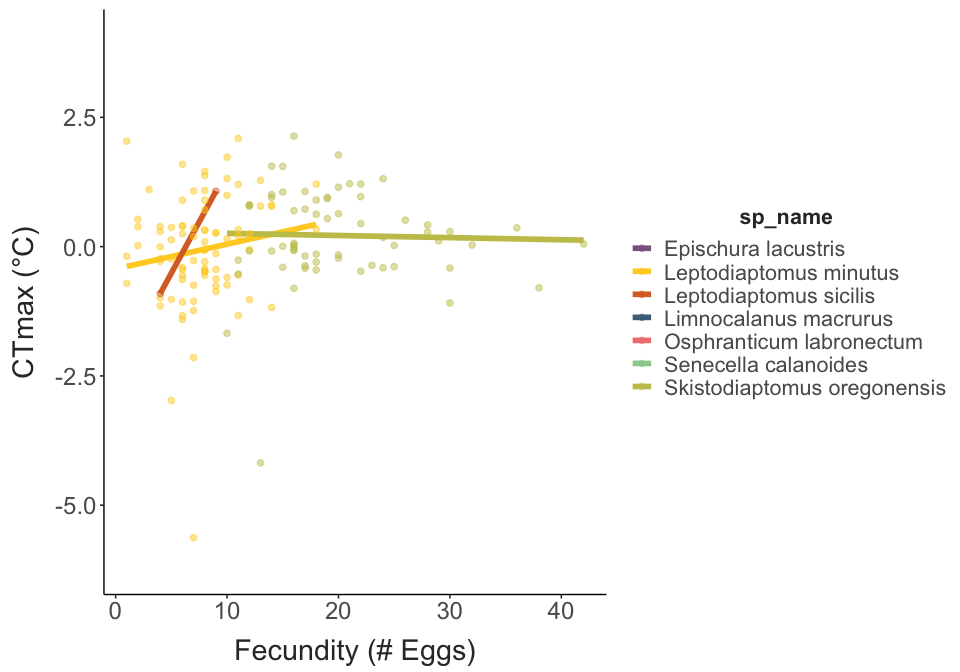 2.5
0.0
-2.5
-5.0
CTmax (°C)
0 10 20 30 40
Fecundity (# Eggs)
sp_name
Epischura lacustris
Leptodiaptomus minutus
Leptodiaptomus sicilis
Limnocalanus macrurus
Osphranticum labronectum
Senecella calanoides
Skistodiaptomus oregonensis